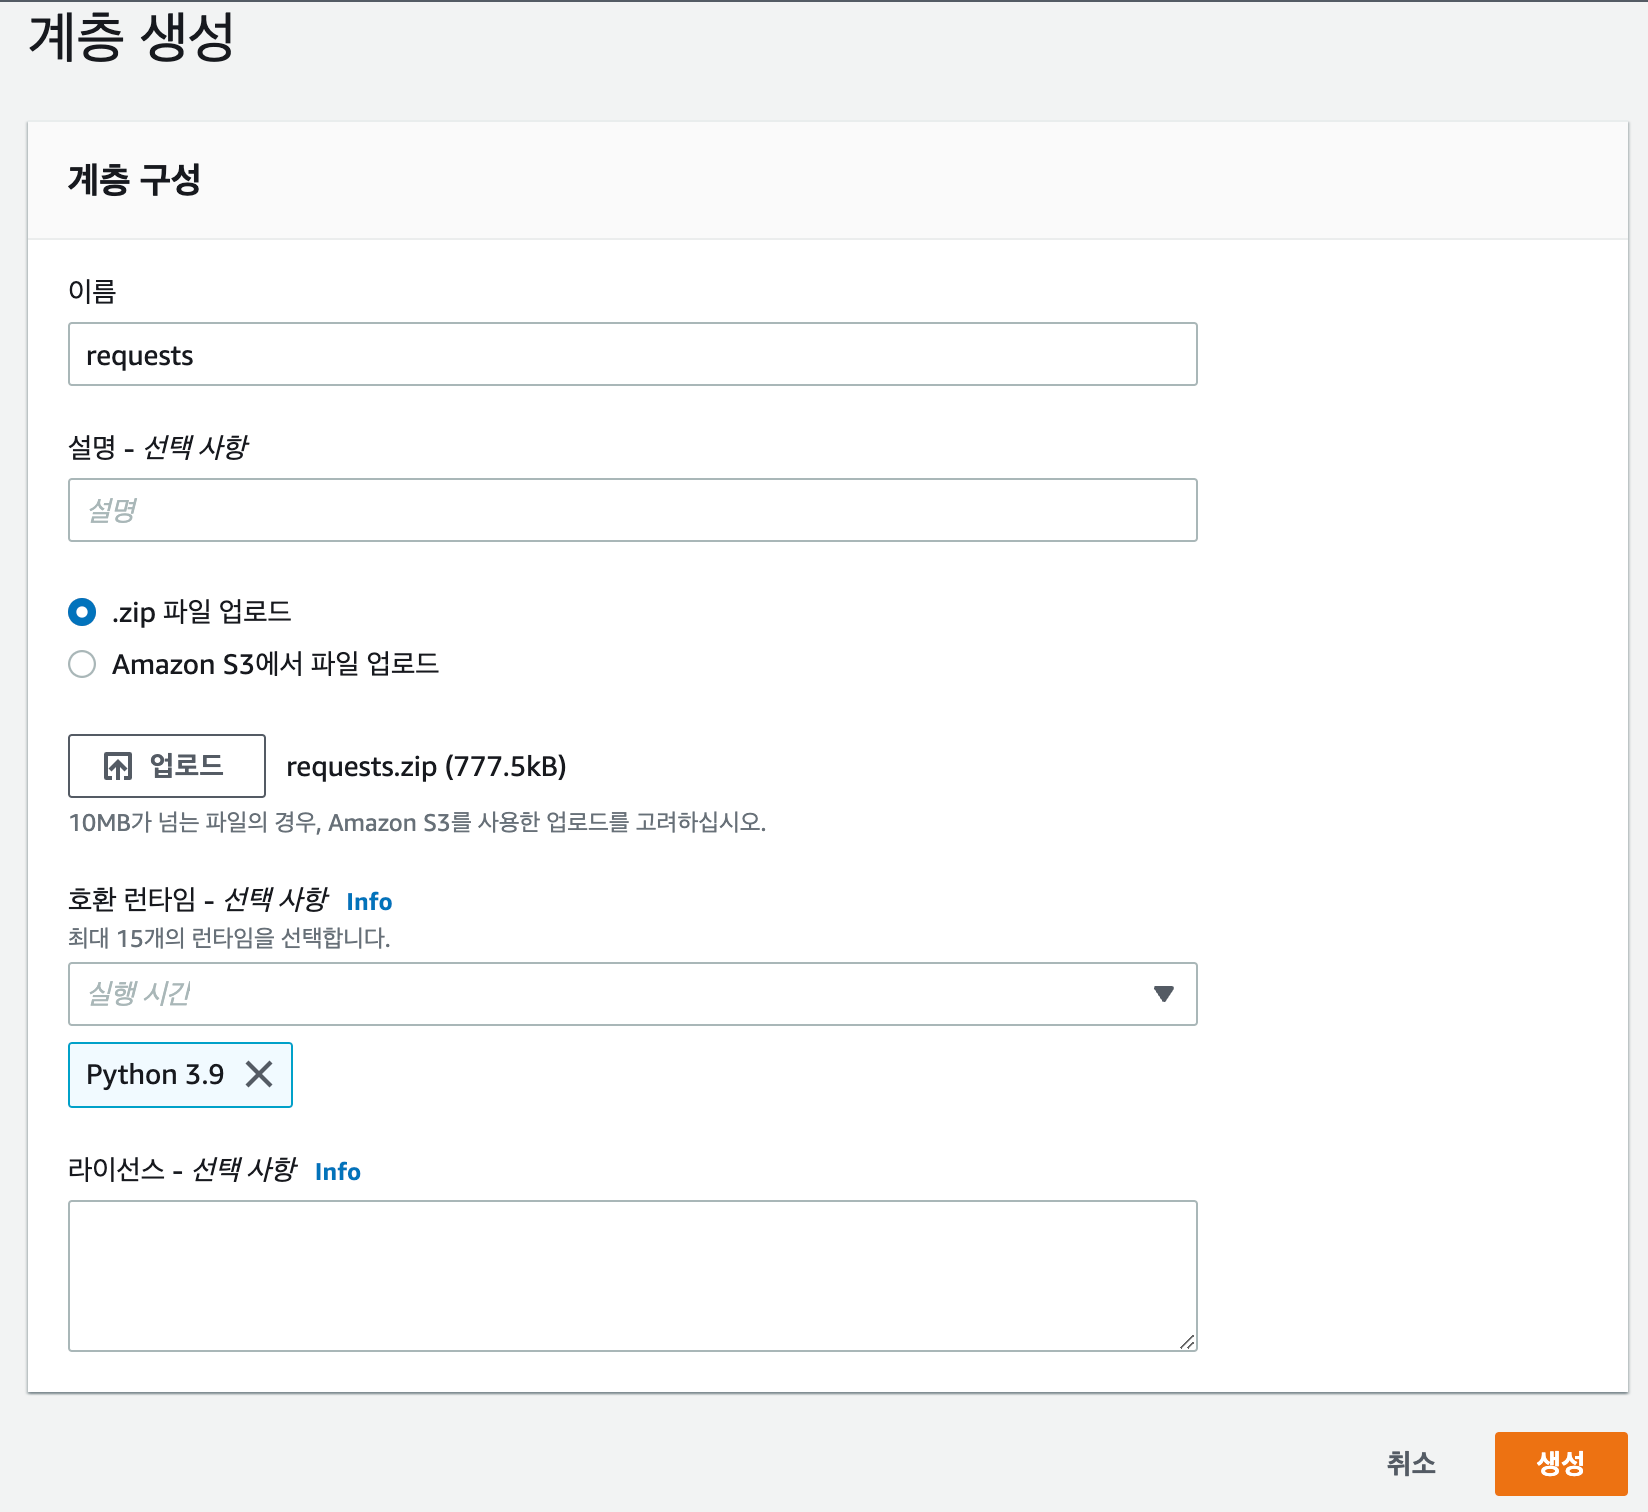 계층 생성
계층 구성
이름
requests
설명 - 선택 사항
설명
.zip 파일 업로드
Amazon S3에서 파일 업로드
업로드 requests.zip (777.5kB)
10MB가 넘는 파일의 경우, Amazon S3를 사용한 업로드를 고려하십시오.
호환 런타임 - 선택 사항 Info
최대 15개의 런타임을 선택합니다.
실행 시간
Python 3.9
라이선스 - 선택 사항 Info
취소 생성